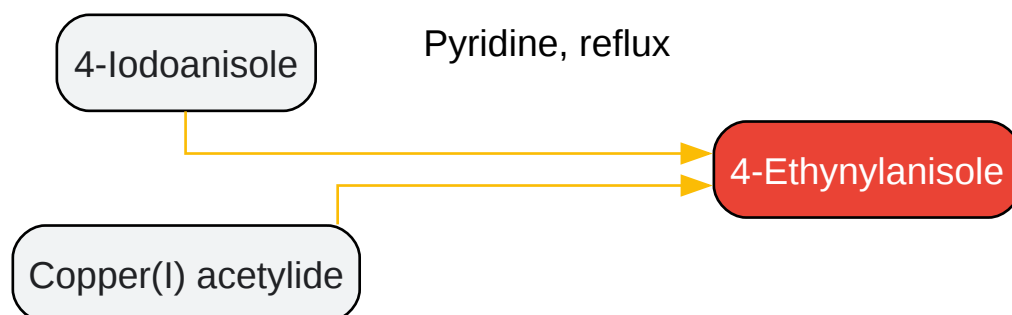 4-Iodoanisole
Pyridine, reflux
4-Ethynylanisole
Copper(I) acetylide